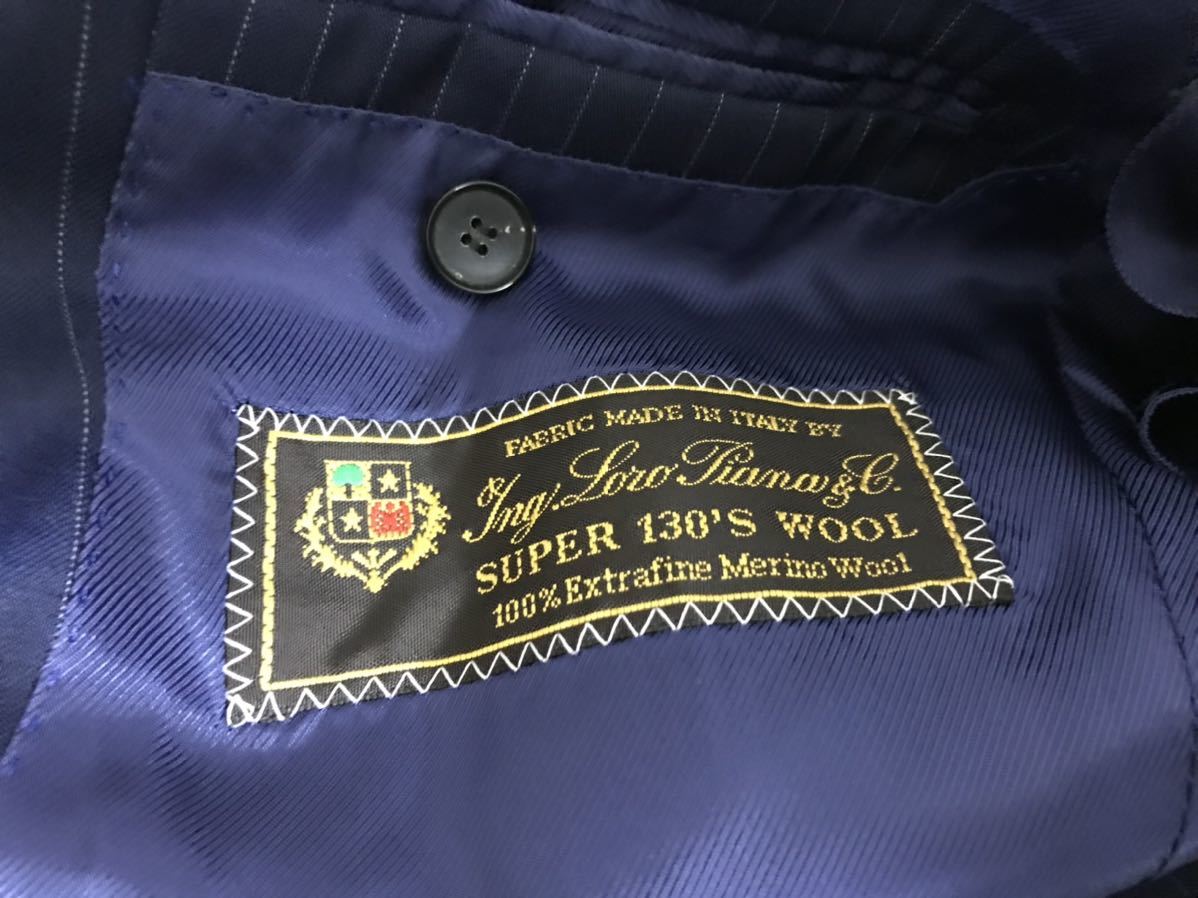 FABRIC MADE IN ITALY BY
Ing. Loro Piana & C.
SUPER 130'S WOOL
100% Extrafine Merino Wool